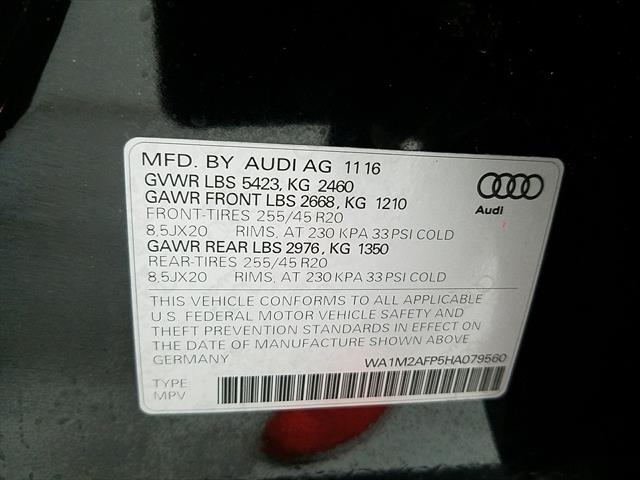 MFD. BY AUDI AG 11 16
GVWR LBS 5423, KG 2460
GAWR FRONT LBS 2668, KG 1210
FRONT-TIRES 255/45 R20
8,5JX20 RIMS, AT 230 KPA 33 PSI COLD
GAWR REAR LBS 2976, KG 1350
REAR-TIRES 255/45 R20
8,5JX20 RIMS, AT 230 KPA 33 PSI COLD
Audi
THIS VEHICLE CONFORMS TO ALL APPLICABLE
U.S. FEDERAL MOTOR VEHICLE SAFETY AND
THEFT PREVENTION STANDARDS IN EFFECT ON
THE DATE OF MANUFACTURE SHOWN ABOVE.
GERMANY WA1M2AFP5HA079560
TYPE
MPV